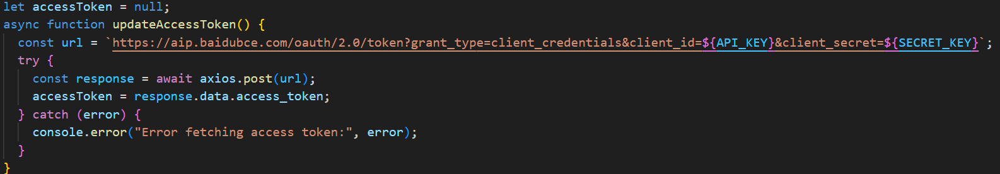 let accessToken = null;
async function updateAccessToken() {
  const url = `https://aip.baidubce.com/oauth/2.0/token?grant_type=client_credentials&client_id=${API_KEY}&client_secret=${SECRET_KEY}`;
  try {
    const response = await axios.post(url);
    accessToken = response.data.access_token;
  } catch (error) {
    console.error("Error fetching access token:", error);
  }
}